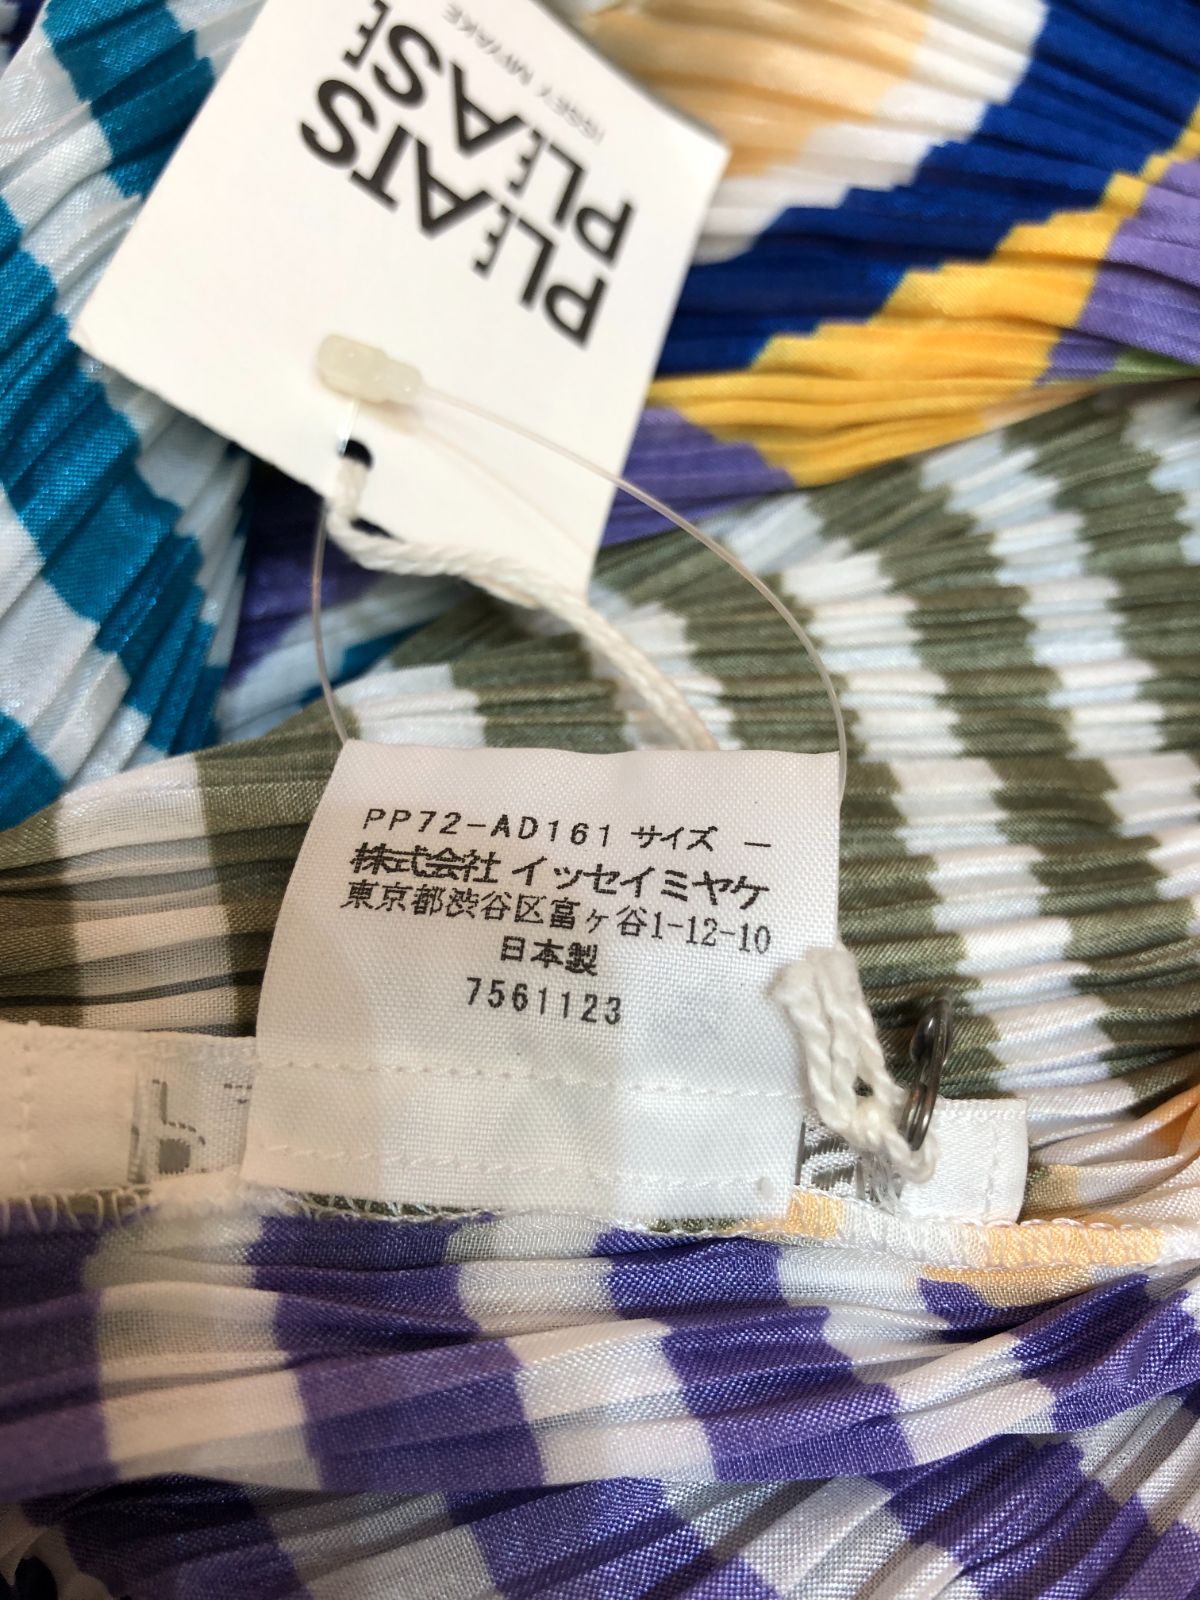 PLEATS
PLEASE
ISSEY MIYAKE
PP72-AD161 サイズ －
株式会社 イッセイミヤケ
東京都渋谷区富ヶ谷1-12-10
日本製
7561123